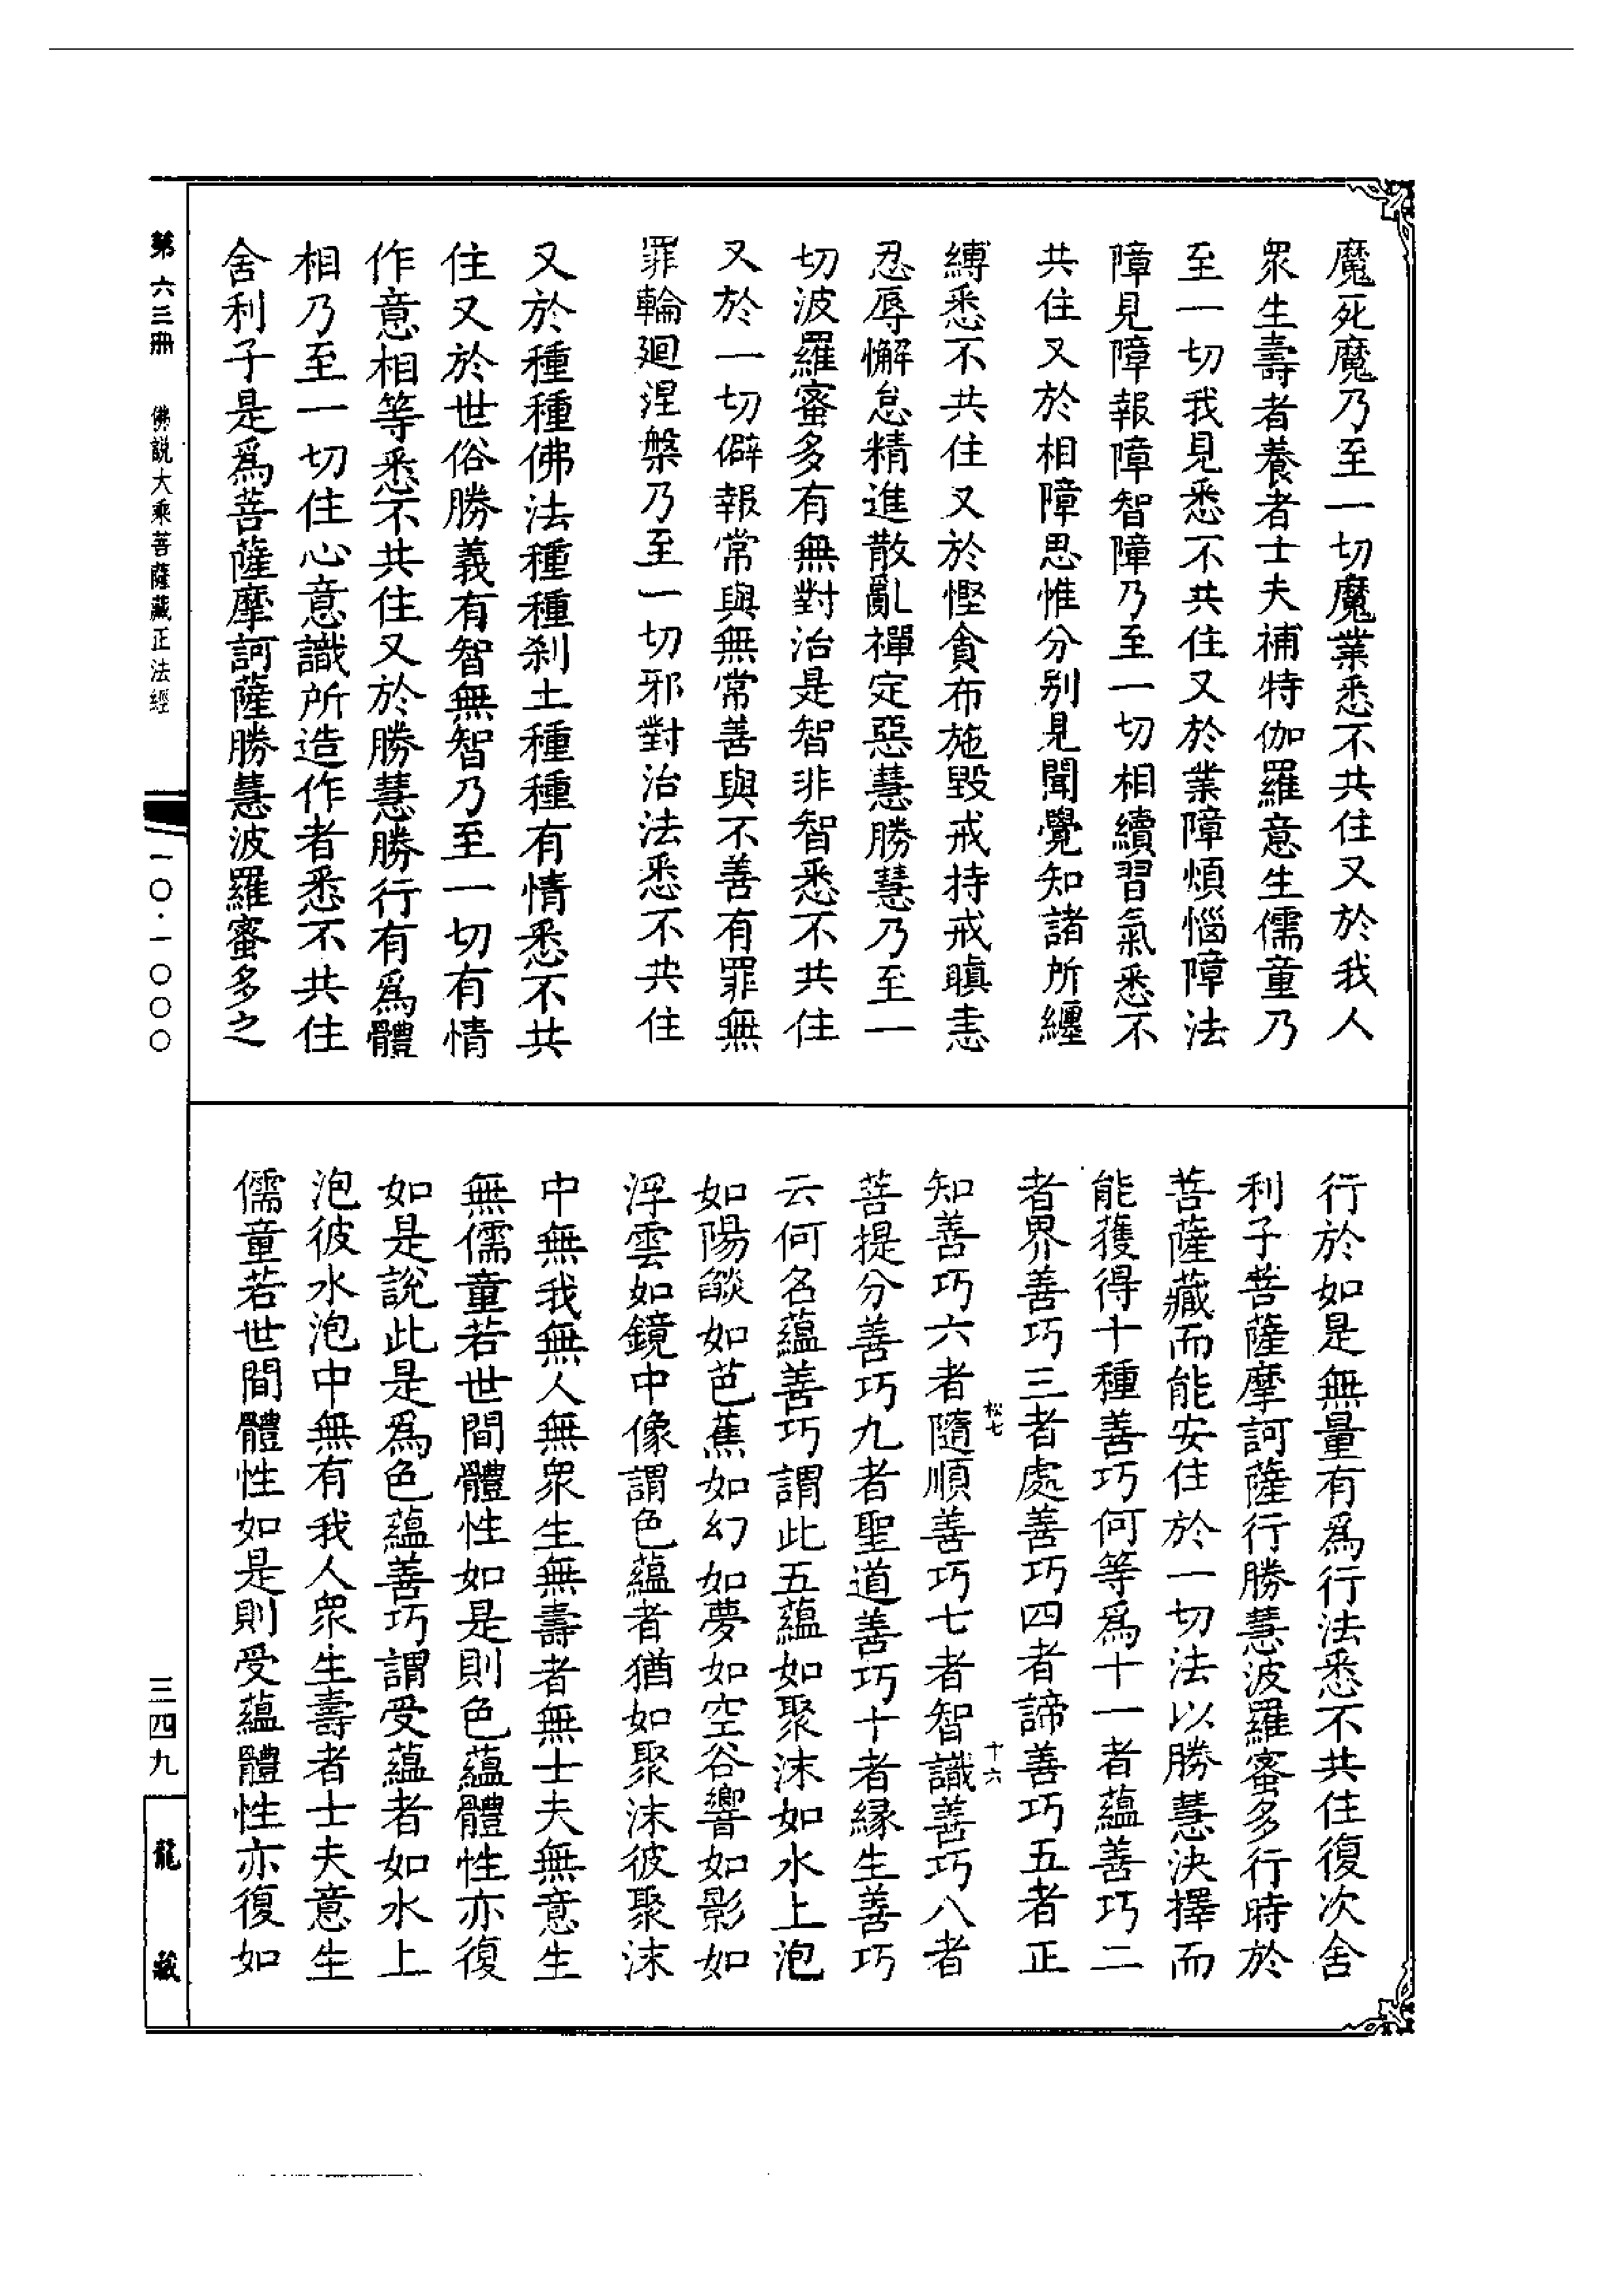 魔死魔乃至一切魔業悉不共住又於我人
衆生壽者養者士夫補特伽羅意生儒童乃
至一切我見悉不共住又於業障煩惱障法
障見障報障智障乃至一切相續習氣悉不
共住又於相障思惟分别見聞覺知諸所纏
縛悉不共住又於慳貪布施毀戒持戒瞋恚
忍辱懈怠精進散亂禪定惡慧勝慧乃至一
切波羅蜜多有無對治是智非智悉不共住
又於一切僻報常與無常善與不善有罪無
罪輪迴涅槃乃至一切邪對治法悉不共住
又於種種佛法種種刹土種種有情悉不共
住又於世俗勝義有智無智乃至一切有情
作意相等悉不共住又於勝慧勝行有爲體
相乃至一切住心意識所造作者悉不共住
舍利子是爲菩薩摩訶薩勝慧波羅蜜多之
行於如是無量有爲行法悉不共住復次舍
利子菩薩摩訶薩行勝慧波羅蜜多行時於
菩薩藏而能安住於一切法以勝慧決擇而
能獲得十種善巧何等爲十一者蘊善巧二
者界善巧三者處善巧四者諦善巧五者正
松七 十六
知善巧六者隨順善巧七者智識善巧八者
菩提分善巧九者聖道善巧十者緣生善巧
云何名蘊善巧謂此五蘊如聚沫如水上泡
如陽燄如芭蕉如幻如夢如空谷響如影如
浮雲如鏡中像謂色蘊者猶如聚沫彼聚沫
中無我無人無衆生無壽者無士夫無意生
無儒童若世間體性如是則色蘊體性亦復
如是說此是爲色蘊善巧謂受蘊者如水上
泡彼水泡中無有我人衆生壽者士夫意生
儒童若世間體性如是則受蘊體性亦復如
第六三冊 佛說大乘菩薩藏正法經 一〇·一〇〇〇
三四九 龍藏